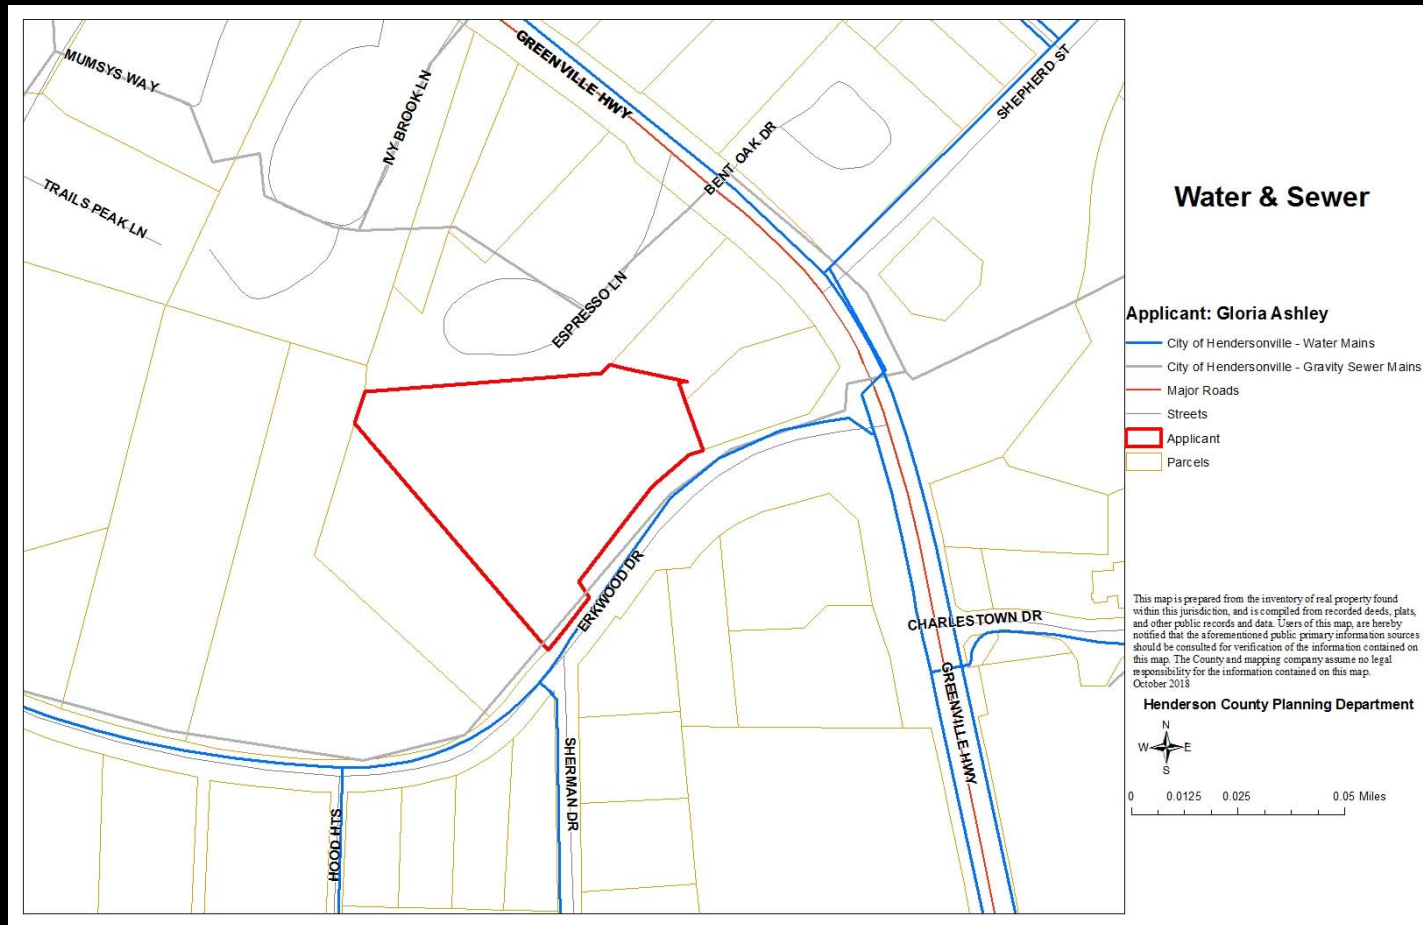 GREENVILLE HWY
MUMSYS WAY
IVY BROOK LN
SHEPHERD ST
BENT OAK DR
TRAILS PEAK LN
ESPRESSO LN
ERKWOOD DR
CHARLESTOWN DR
GREENVILLE HWY
SHERMAN DR
HOOD HTS
Water & Sewer
Applicant: Gloria Ashley
City of Hendersonville - Water Mains
City of Hendersonville - Gravity Sewer Mains
Major Roads
Streets
Applicant
Parcels
This map is prepared from the inventory of real property found
within this jurisdiction, and is compiled from recorded deeds, plats,
and other public records and data. Users of this map, are hereby
notified that the aforementioned public primary information sources
should be consulted for verification of the information contained on
this map. The County and mapping company assume no legal
responsibility for the information contained on this map.
October 2018
Henderson County Planning Department
N
W E
S
0 0.0125 0.025 0.05 Miles